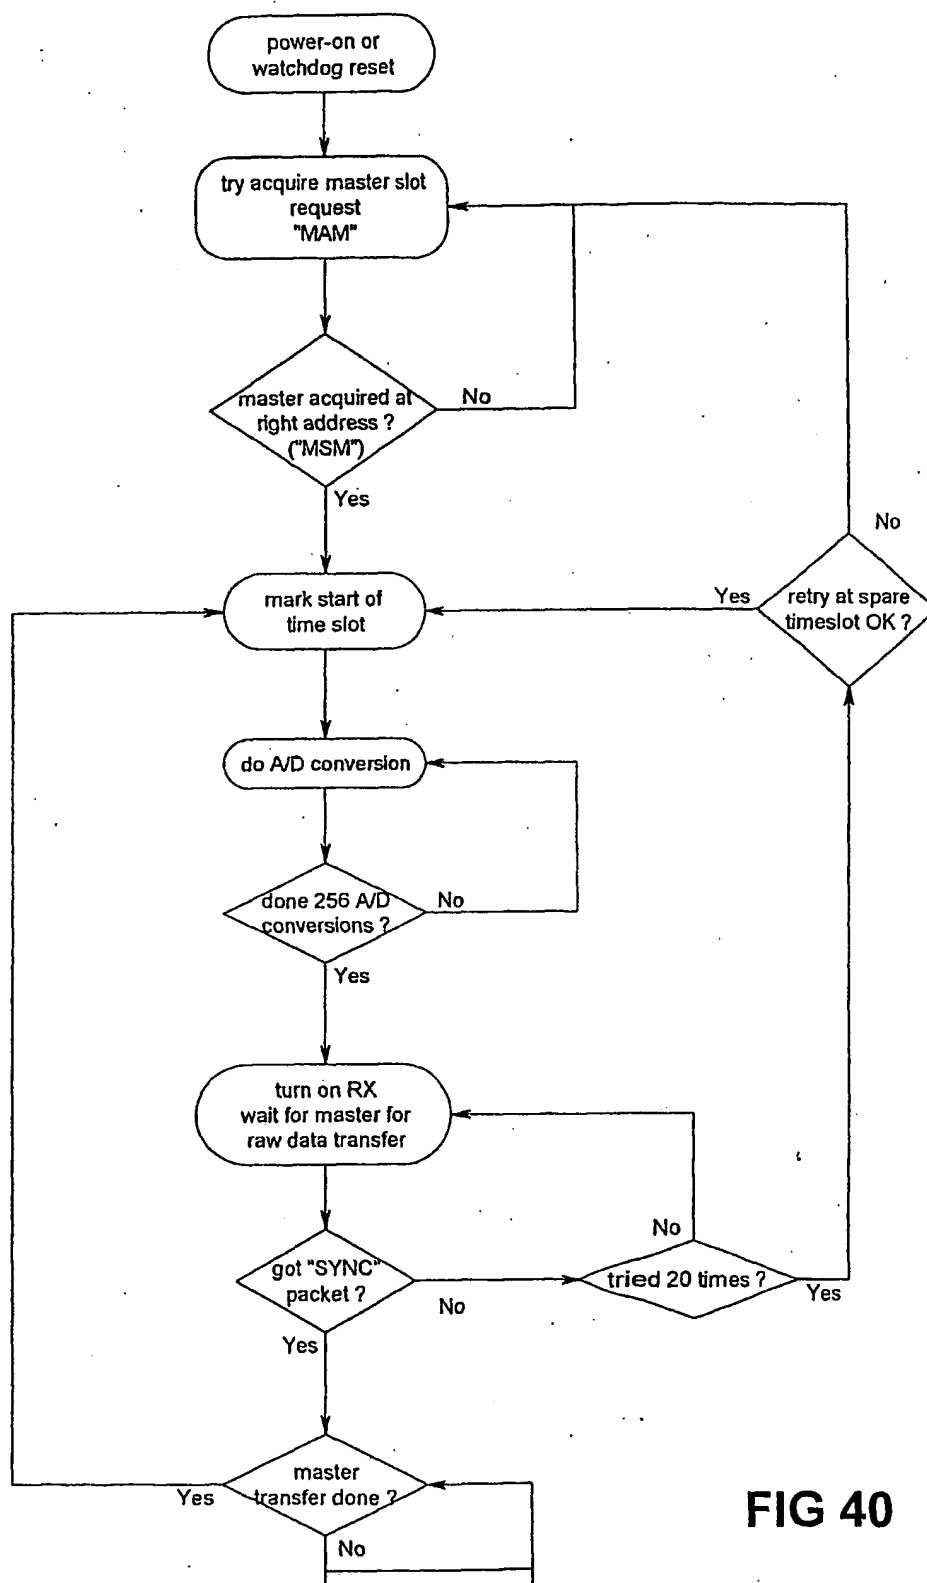 power-on or
watchdog reset
try acquire master slot
request
"MAM"
master acquired at
right address ?
("MSM")
No
Yes
No
mark start of
time slot
Yes
retry at spare
timeslot OK ?
do A/D conversion
done 256 A/D
conversions ?
No
Yes
turn on RX
wait for master for
raw data transfer
No
got "SYNC"
packet ?
No
tried 20 times ?
Yes
Yes
master
transfer done ?
Yes
No
FIG 40